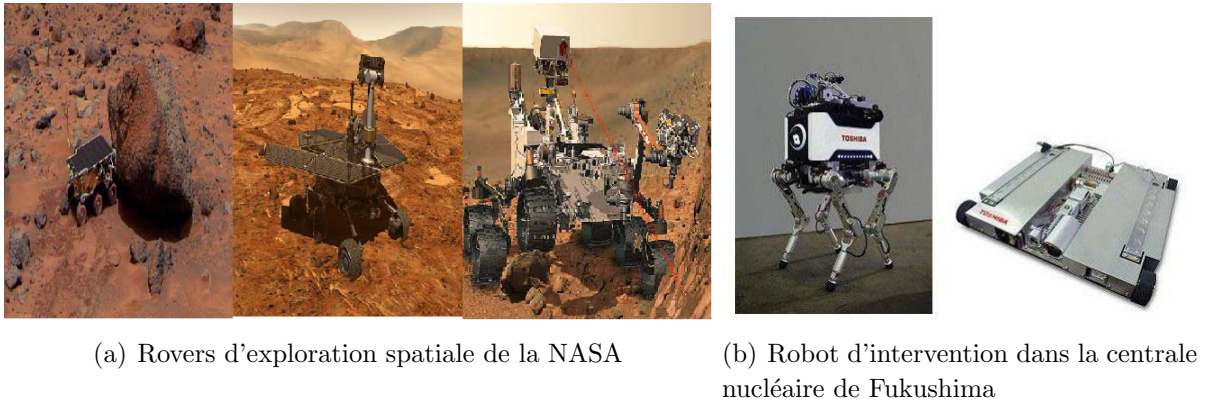 TOSHIBA
TOSHIBA
(a) Rovers d'exploration spatiale de la NASA
(b) Robot d'intervention dans la centrale
nucléaire de Fukushima